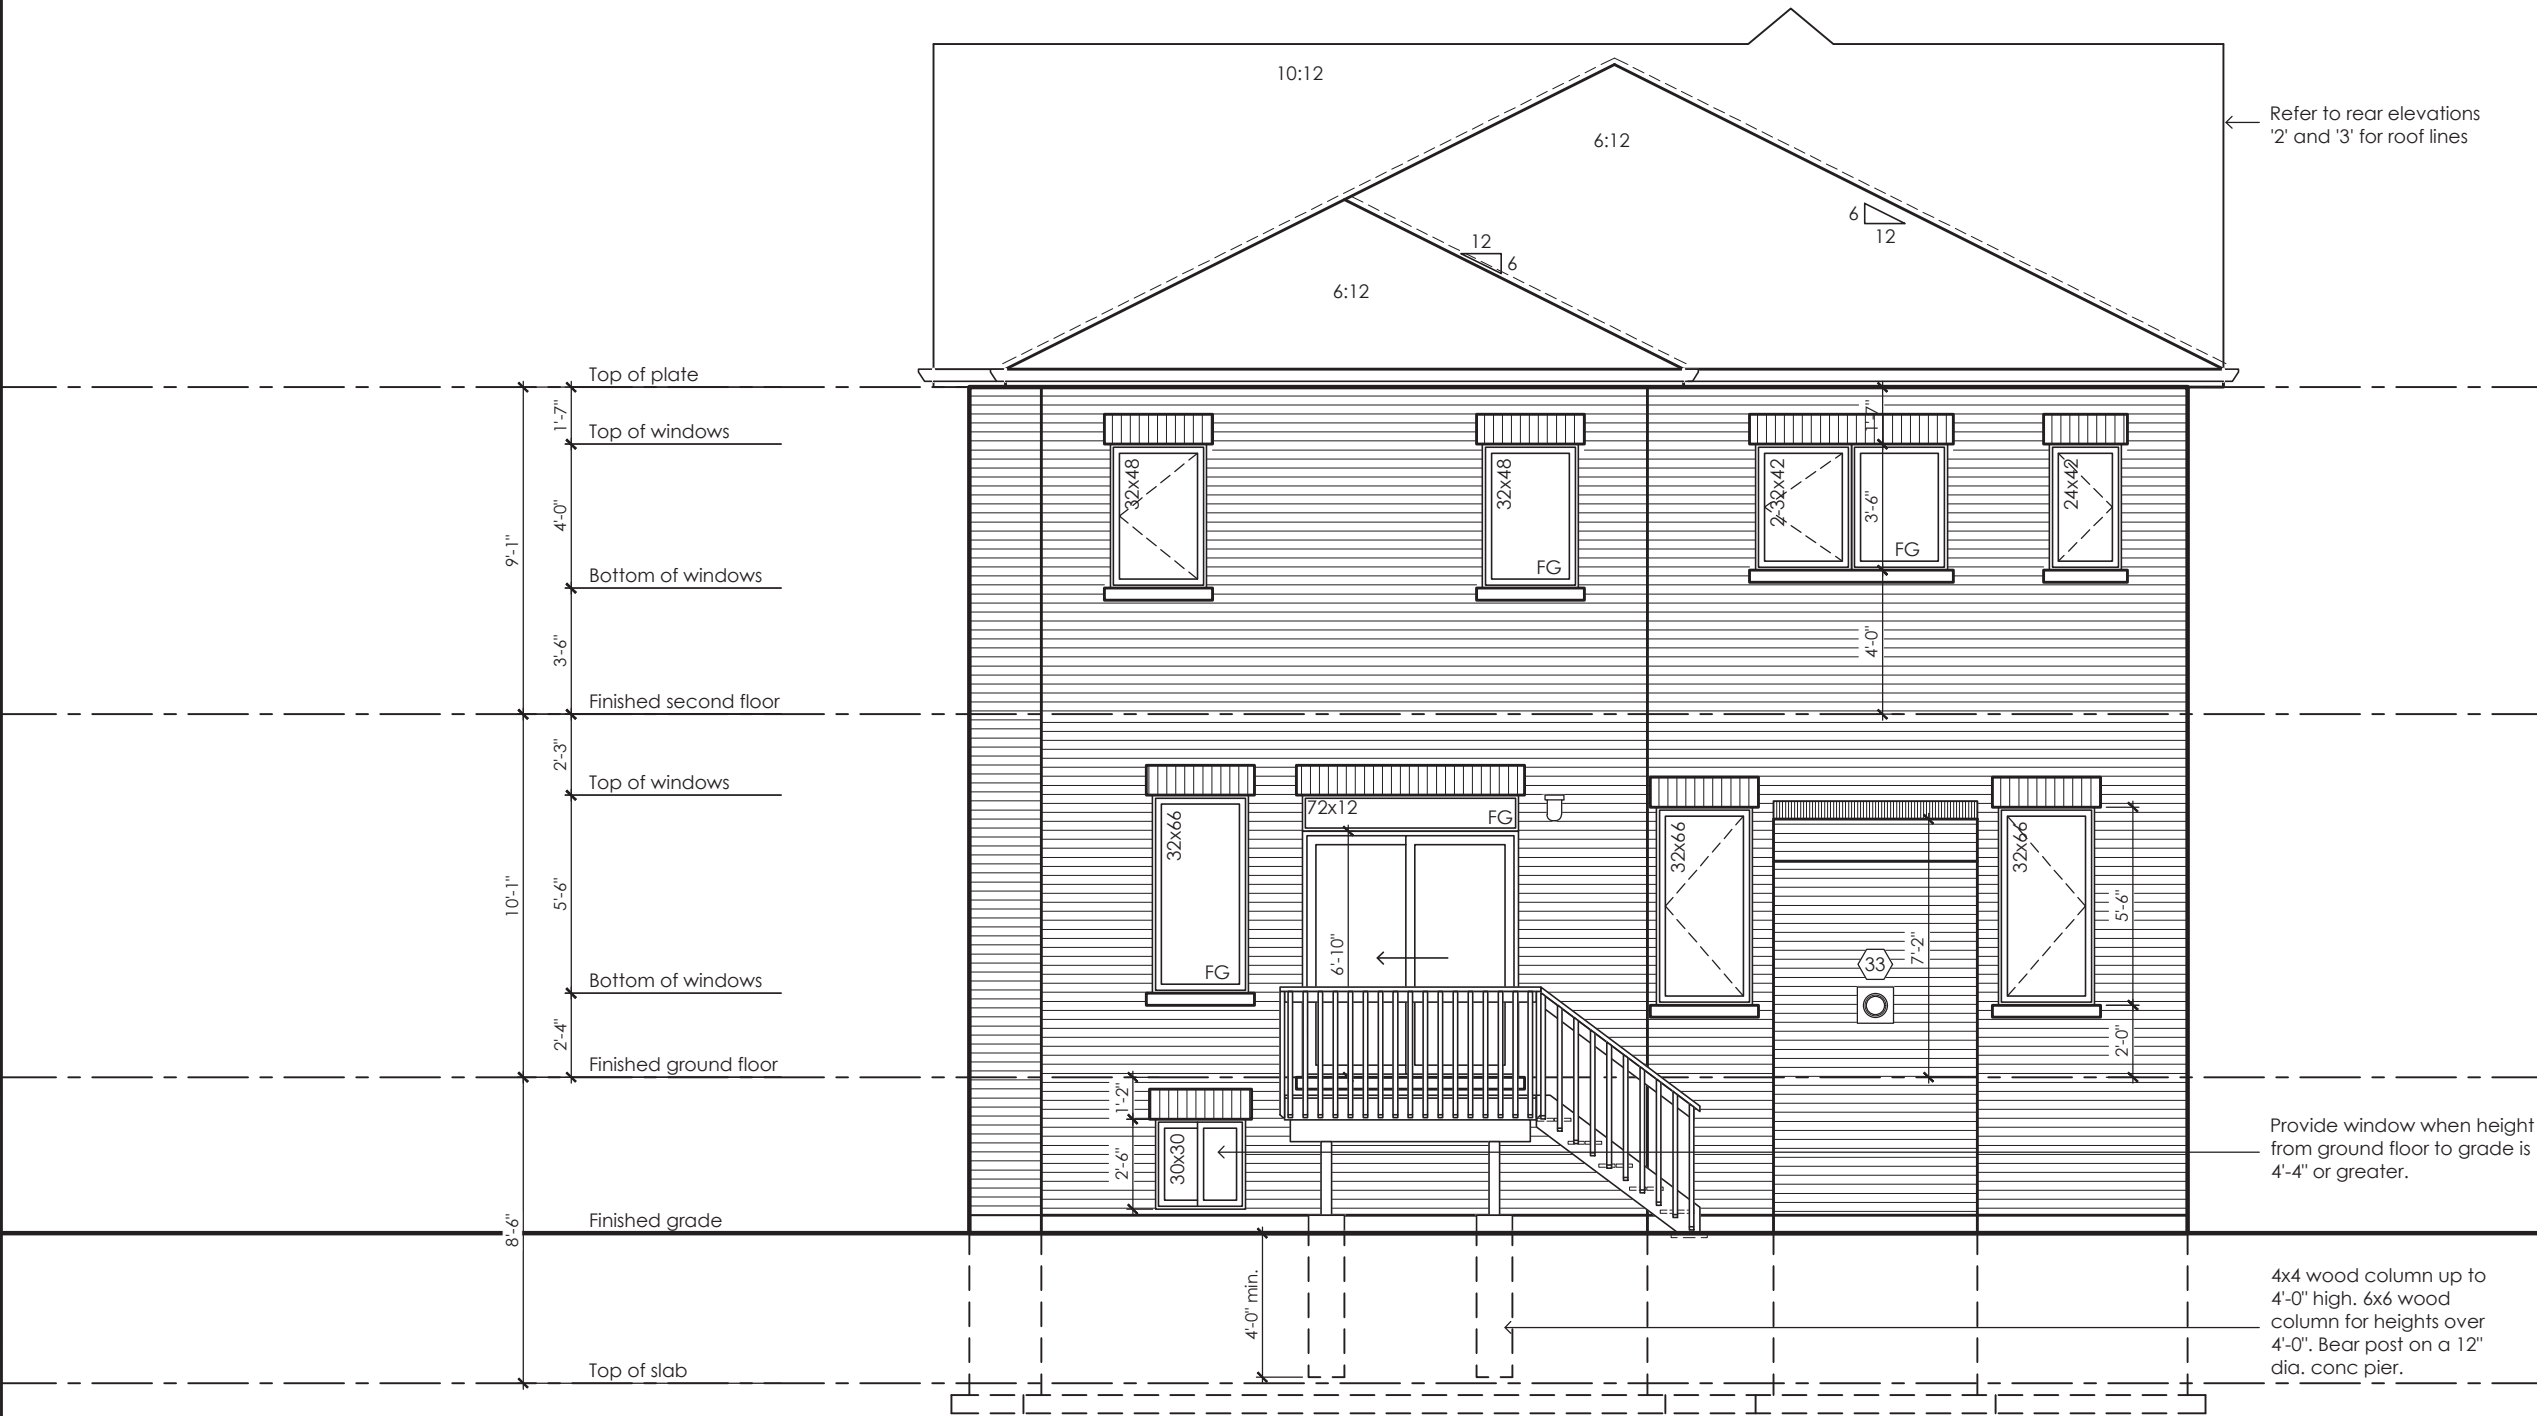 10:12
6:12
6
12
12
6
6:12
Refer to rear elevations
'2' and '3' for roof lines
Top of plate
1'-7"
Top of windows
4'-0"
9'-1"
Bottom of windows
3'-6"
Finished second floor
2'-3"
Top of windows
10'-1"
5'-6"
Bottom of windows
2'-4"
Finished ground floor
Finished grade
8'-6"
Top of slab
32x48
32x48
FG
1'-7"
2-32x42
3'-6"
FG
24x42
4'-0"
32x66
FG
72x12
FG
6'-10"
32x66
33
7'-2"
32x66
5'-6"
2'-0"
1'-2"
2'-6"
30x30
4'-0" min.
Provide window when height
from ground floor to grade is
4'-4" or greater.
4x4 wood column up to
4'-0" high. 6x6 wood
column for heights over
4'-0". Bear post on a 12"
dia. conc pier.